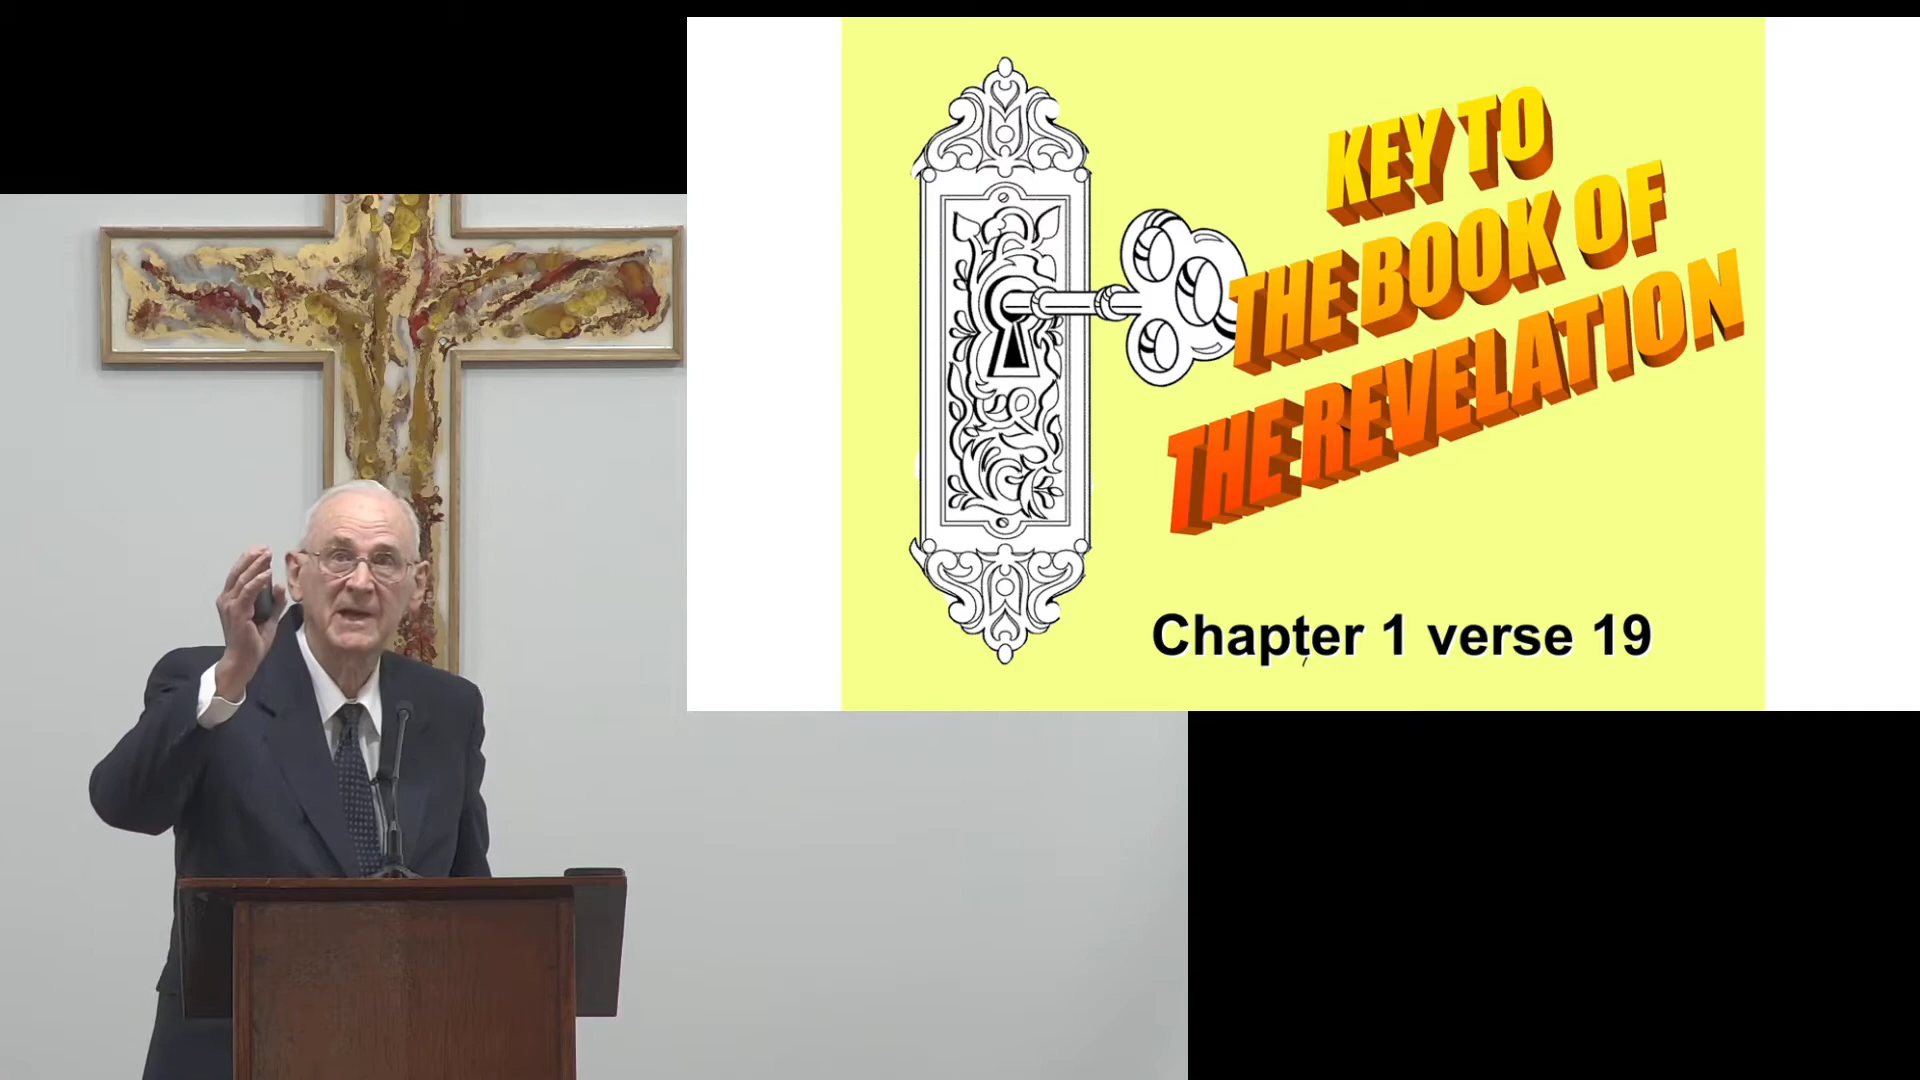 KEY TO
THE BOOK OF
THE REVELATION
Chapter 1 verse 19